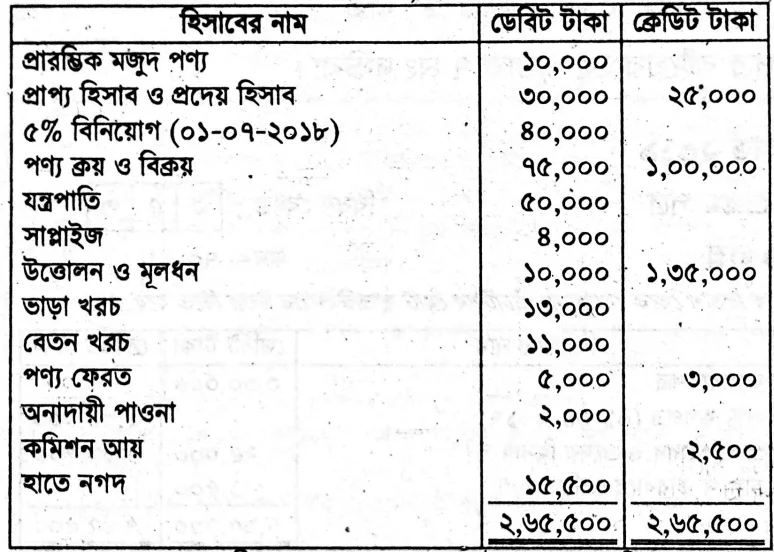 হিসাবের নাম ডেবিট টাকা ক্রেডিট টাকা
প্রারম্ভিক মজুদ পণ্য ১০,০০০
প্রাপ্য হিসাব ও প্রদেয় হিসাব ৩০,০০০ ২৫,০০০
৫% বিনিয়োগ (০১-০৭-২০১৮) ৪০,০০০
পণ্য ক্রয় ও বিক্রয় ৭৫,০০০ ১,০০,০০০
যন্ত্রপাতি ৫০,০০০
সাপ্লাইজ ৪,০০০
উত্তোলন ও মূলধন ১০,০০০ ১,৩৫,০০০
ভাড়া খরচ ১৩,০০০
বেতন খরচ ১১,০০০
পণ্য ফেরত ৫,০০০ ৩,০০০
অনাদায়ী পাওনা ২,০০০
কমিশন আয় ২,৫০০
হাতে নগদ ১৫,৫০০
২,৬৫,৫০০ ২,৬৫,৫০০